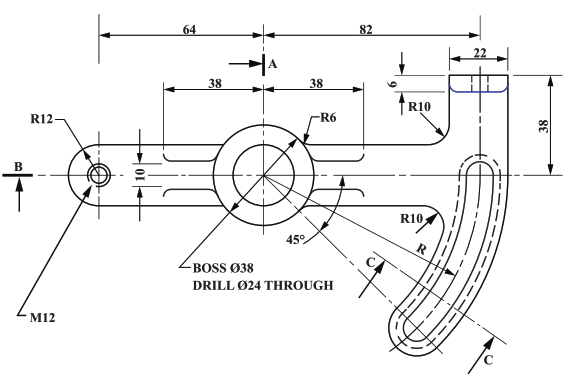 64
82
A
22
38
38
6
R10
R12
R6
38
B
10
R10
45°
R
BOSS Ø38
DRILL Ø24 THROUGH
C
M12
C